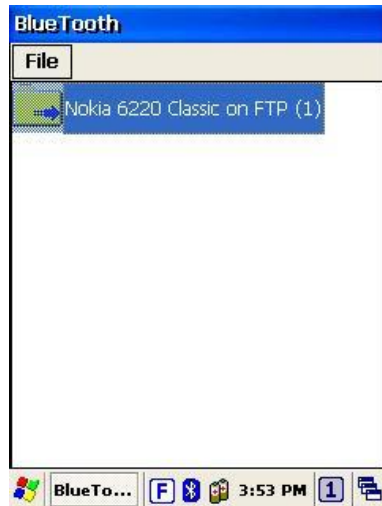 BlueTooth
File
Nokia 6220 Classic on FTP (1)
BlueTo... F 3:53 PM 1